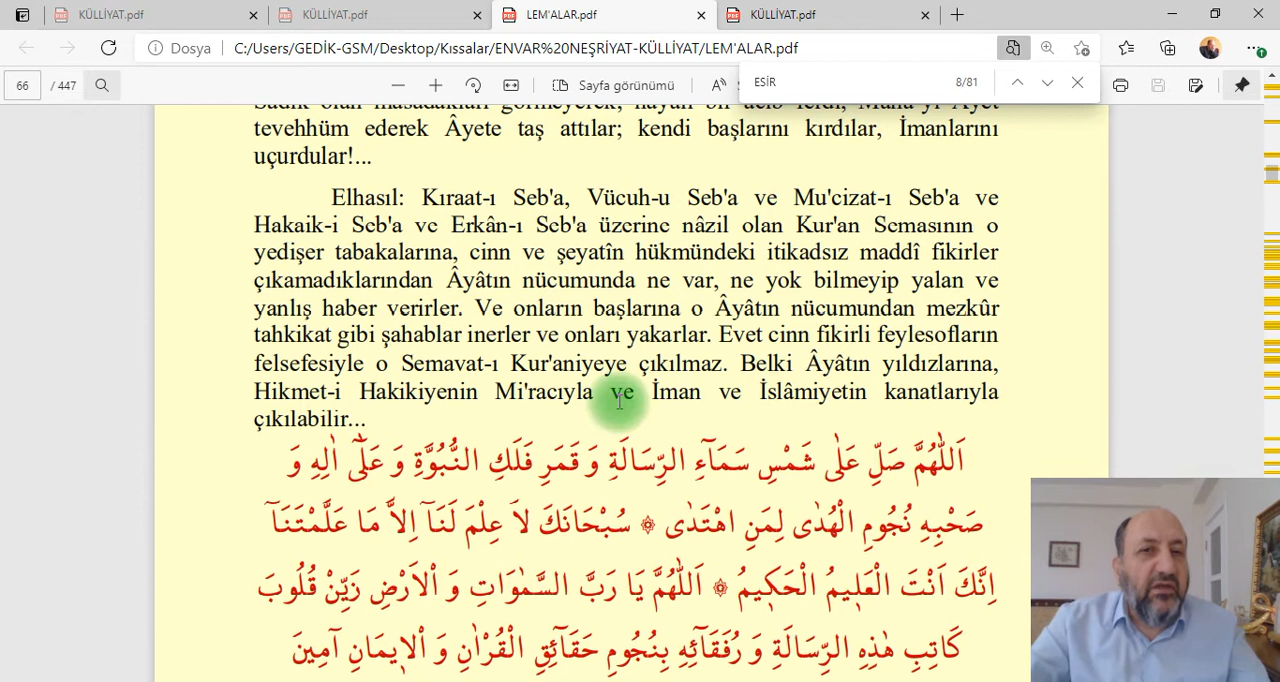 KÜLLİYAT.pdf
KÜLLİYAT.pdf
LEM'ALAR.pdf
KÜLLİYAT.pdf
Dosya
C:/Users/GEDİK-GSM/Desktop/Kıssalar/ENVAR%20NEŞRİYAT-KÜLLİYAT/LEM'ALAR.pdf
66 / 447
Sayfa görünümü
ESİR
8/81
tevehhüm ederek Âyete taş attılar; kendi başlarını kırdılar, İmanlarını
uçurdular!...
Elhasıl: Kıraat-ı Seb'a, Vücuh-u Seb'a ve Mu'cizat-ı Seb'a ve
Hakaik-i Seb'a ve Erkân-ı Seb'a üzerine nâzil olan Kur'an Semasının o
yedişer tabakalarına, cinn ve şeyatîn hükmündeki itikadsız maddî fikirler
çıkamadıklarından Âyâtın nücumunda ne var, ne yok bilmeyip yalan ve
yanlış haber verirler. Ve onların başlarına o Âyâtın nücumundan mezkûr
tahkikat gibi şahablar inerler ve onları yakarlar. Evet cinn fikirli feylesofların
felsefesiyle o Semavat-ı Kur'aniyeye çıkılmaz. Belki Âyâtın yıldızlarına,
Hikmet-i Hakikiyenin Mi'racıyla ve İman ve İslâmiyetin kanatlarıyla
çıkılabilir...
اَللّٰهُمَّ صَلِّ عَلٰى شَمْسِ سَمَٓاءِ الرِّسَالَةِ وَ قَمَرِ فَلَكِ النُّبُوَّةِ وَ عَلٰٓى اٰلِهِ وَ
صَحْبِهِ نُجُومِ الْهُدٰى لِمَنِ اهْتَدٰى ۞ سُبْحَانَكَ لاَ عِلْمَ لَنَٓا اِلاَّ مَا عَلَّمْتَنَٓا
اِنَّكَ اَنْتَ الْعَلِيمُ الْحَكِيمُ ۞ اَللّٰهُمَّ يَا رَبَّ السَّمٰوَاتِ وَ اْلاَرْضِ زَيِّنْ قُلُوبَ
كَاتِبِ هٰذِهِ الرِّسَالَةِ وَ رُفَقَٓائِهِ بِنُجُومِ حَقَٓائِقِ الْقُرْاٰنِ وَ اْلاِيمَانِ آمِينَ